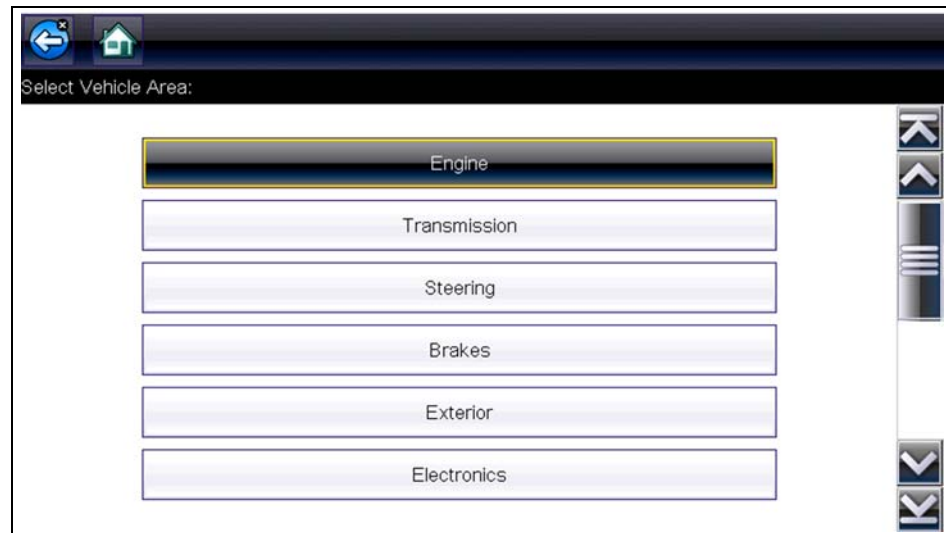 Select Vehicle Area:
Engine
Transmission
Steering
Brakes
Exterior
Electronics